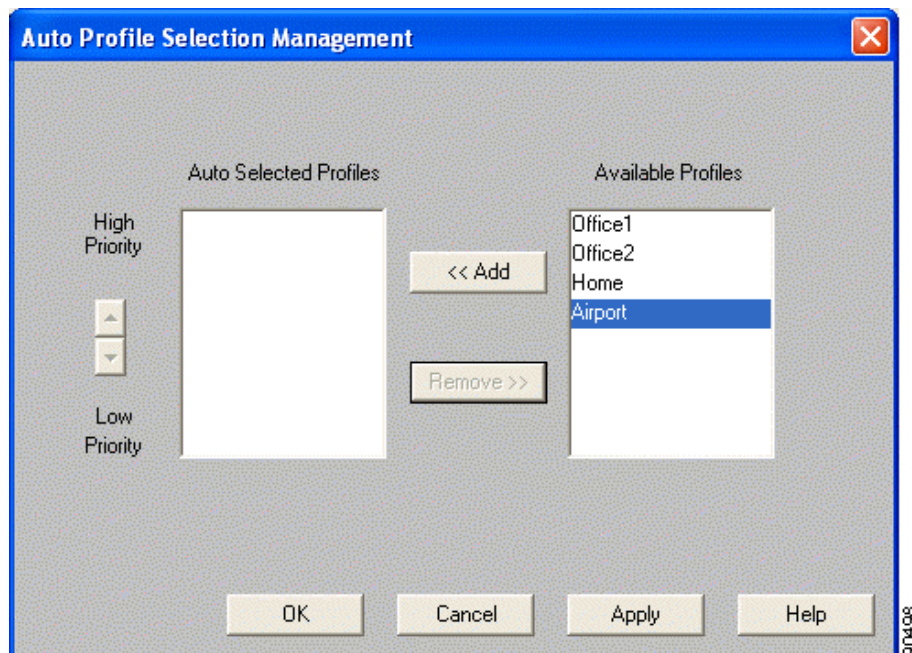 Auto Profile Selection Management
Auto Selected Profiles
Available Profiles
High
Priority
Low
Priority
<< Add
Remove >>
Office1
Office2
Home
Airport
OK
Cancel
Apply
Help